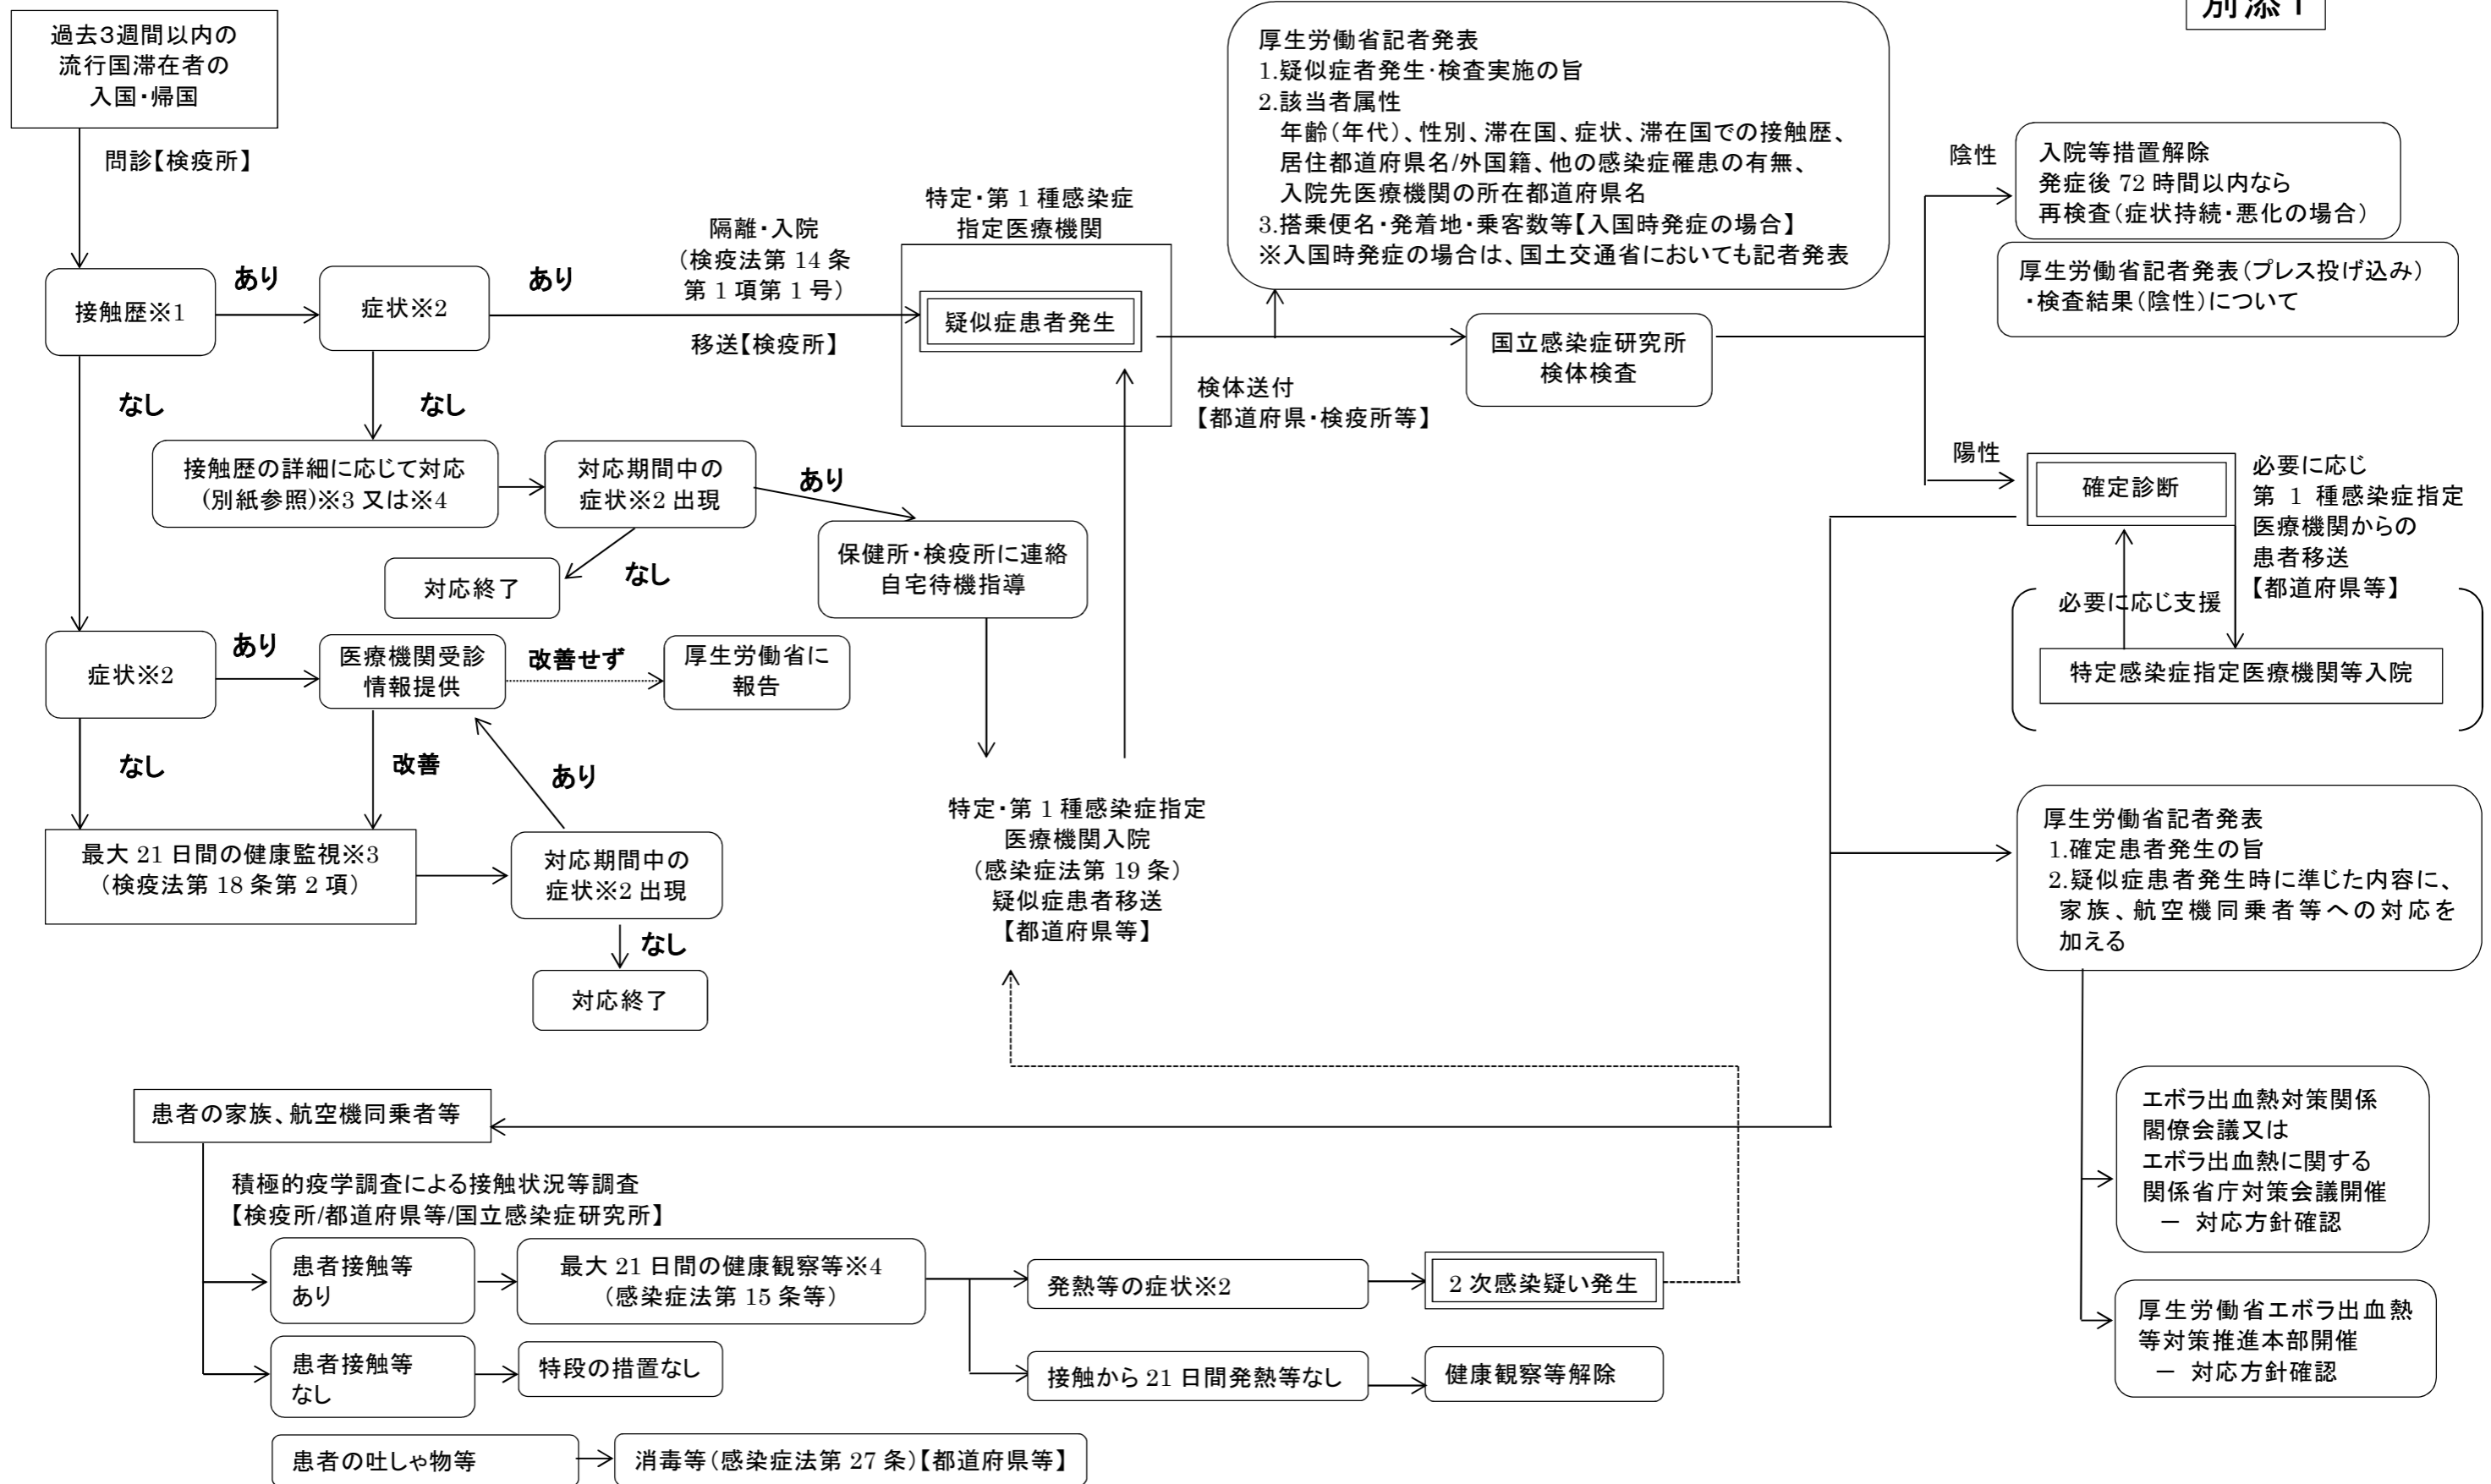 別添1
過去3週間以内の
流行国滞在者の
入国・帰国
問診【検疫所】
接触歴※1
あり
症状※2
あり
隔離・入院
（検疫法第 14 条
第 1 項第 1 号）
移送【検疫所】
特定・第 1 種感染症
指定医療機関
疑似症患者発生
厚生労働省記者発表
1.疑似症者発生・検査実施の旨
2.該当者属性
年齢（年代）、性別、滞在国、症状、滞在国での接触歴、
居住都道府県名/外国籍、他の感染症罹患の有無、
入院先医療機関の所在都道府県名
3.搭乗便名・発着地・乗客数等【入国時発症の場合】
※入国時発症の場合は、国土交通省においても記者発表
検体送付
【都道府県・検疫所等】
国立感染症研究所
検体検査
陰性
入院等措置解除
発症後 72 時間以内なら
再検査（症状持続・悪化の場合）
厚生労働省記者発表（プレス投げ込み）
・検査結果（陰性）について
陽性
確定診断
必要に応じ
第 1 種感染症指定
医療機関からの
患者移送
【都道府県等】
必要に応じ支援
特定感染症指定医療機関等入院
なし
なし
接触歴の詳細に応じて対応
(別紙参照)※3 又は※4
対応期間中の
症状※2 出現
あり
なし
対応終了
保健所・検疫所に連絡
自宅待機指導
症状※2
あり
医療機関受診
情報提供
改善せず
厚生労働省に
報告
なし
改善
あり
最大 21 日間の健康監視※3
（検疫法第 18 条第 2 項）
対応期間中の
症状※2 出現
なし
対応終了
特定・第 1 種感染症指定
医療機関入院
（感染症法第 19 条）
疑似症患者移送
【都道府県等】
厚生労働省記者発表
1.確定患者発生の旨
2.疑似症患者発生時に準じた内容に、
家族、航空機同乗者等への対応を
加える
エボラ出血熱対策関係
閣僚会議又は
エボラ出血熱に関する
関係省庁対策会議開催
－ 対応方針確認
厚生労働省エボラ出血熱
等対策推進本部開催
－ 対応方針確認
患者の家族、航空機同乗者等
積極的疫学調査による接触状況等調査
【検疫所/都道府県等/国立感染症研究所】
患者接触等
あり
最大 21 日間の健康観察等※4
（感染症法第 15 条等）
発熱等の症状※2
2 次感染疑い発生
患者接触等
なし
特段の措置なし
接触から 21 日間発熱等なし
健康観察等解除
患者の吐しゃ物等
消毒等（感染症法第 27 条）【都道府県等】